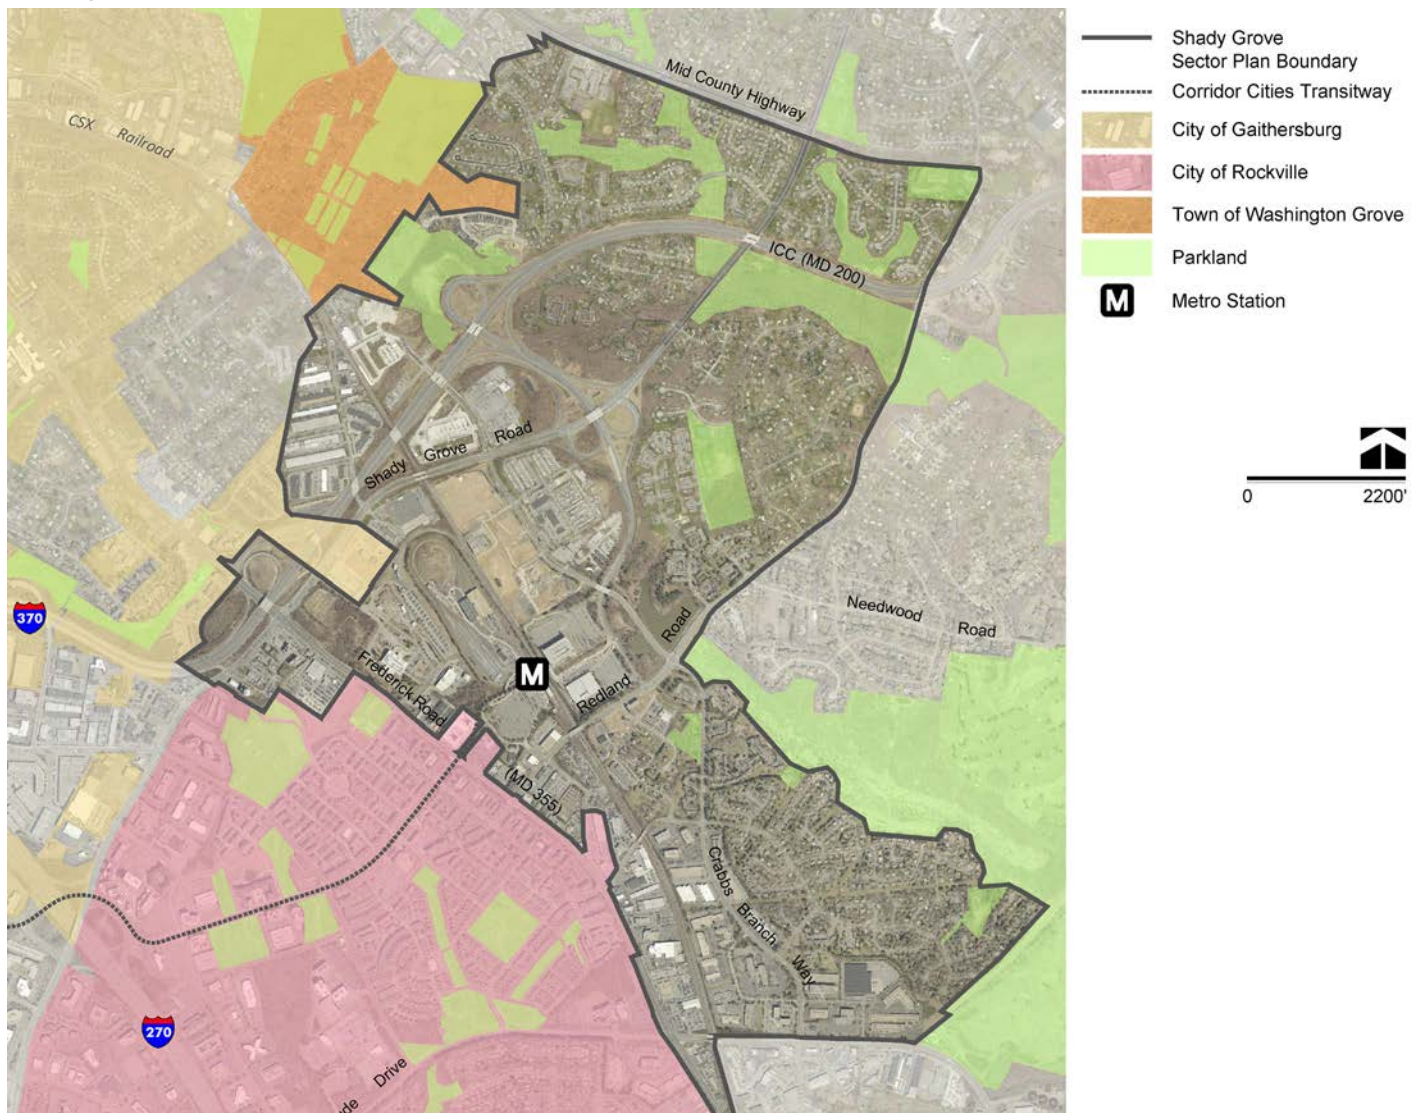 Mid County Highway
CSX Railroad
ICC (MD 200)
Shady Grove Road
370
Needwood Road
Frederick Road
M
Redland Road
(MD 355)
Crabbs Branch Way
270
Drive
Shady Grove
Sector Plan Boundary
Corridor Cities Transitway
City of Gaithersburg
City of Rockville
Town of Washington Grove
Parkland
M
Metro Station
0 2200'